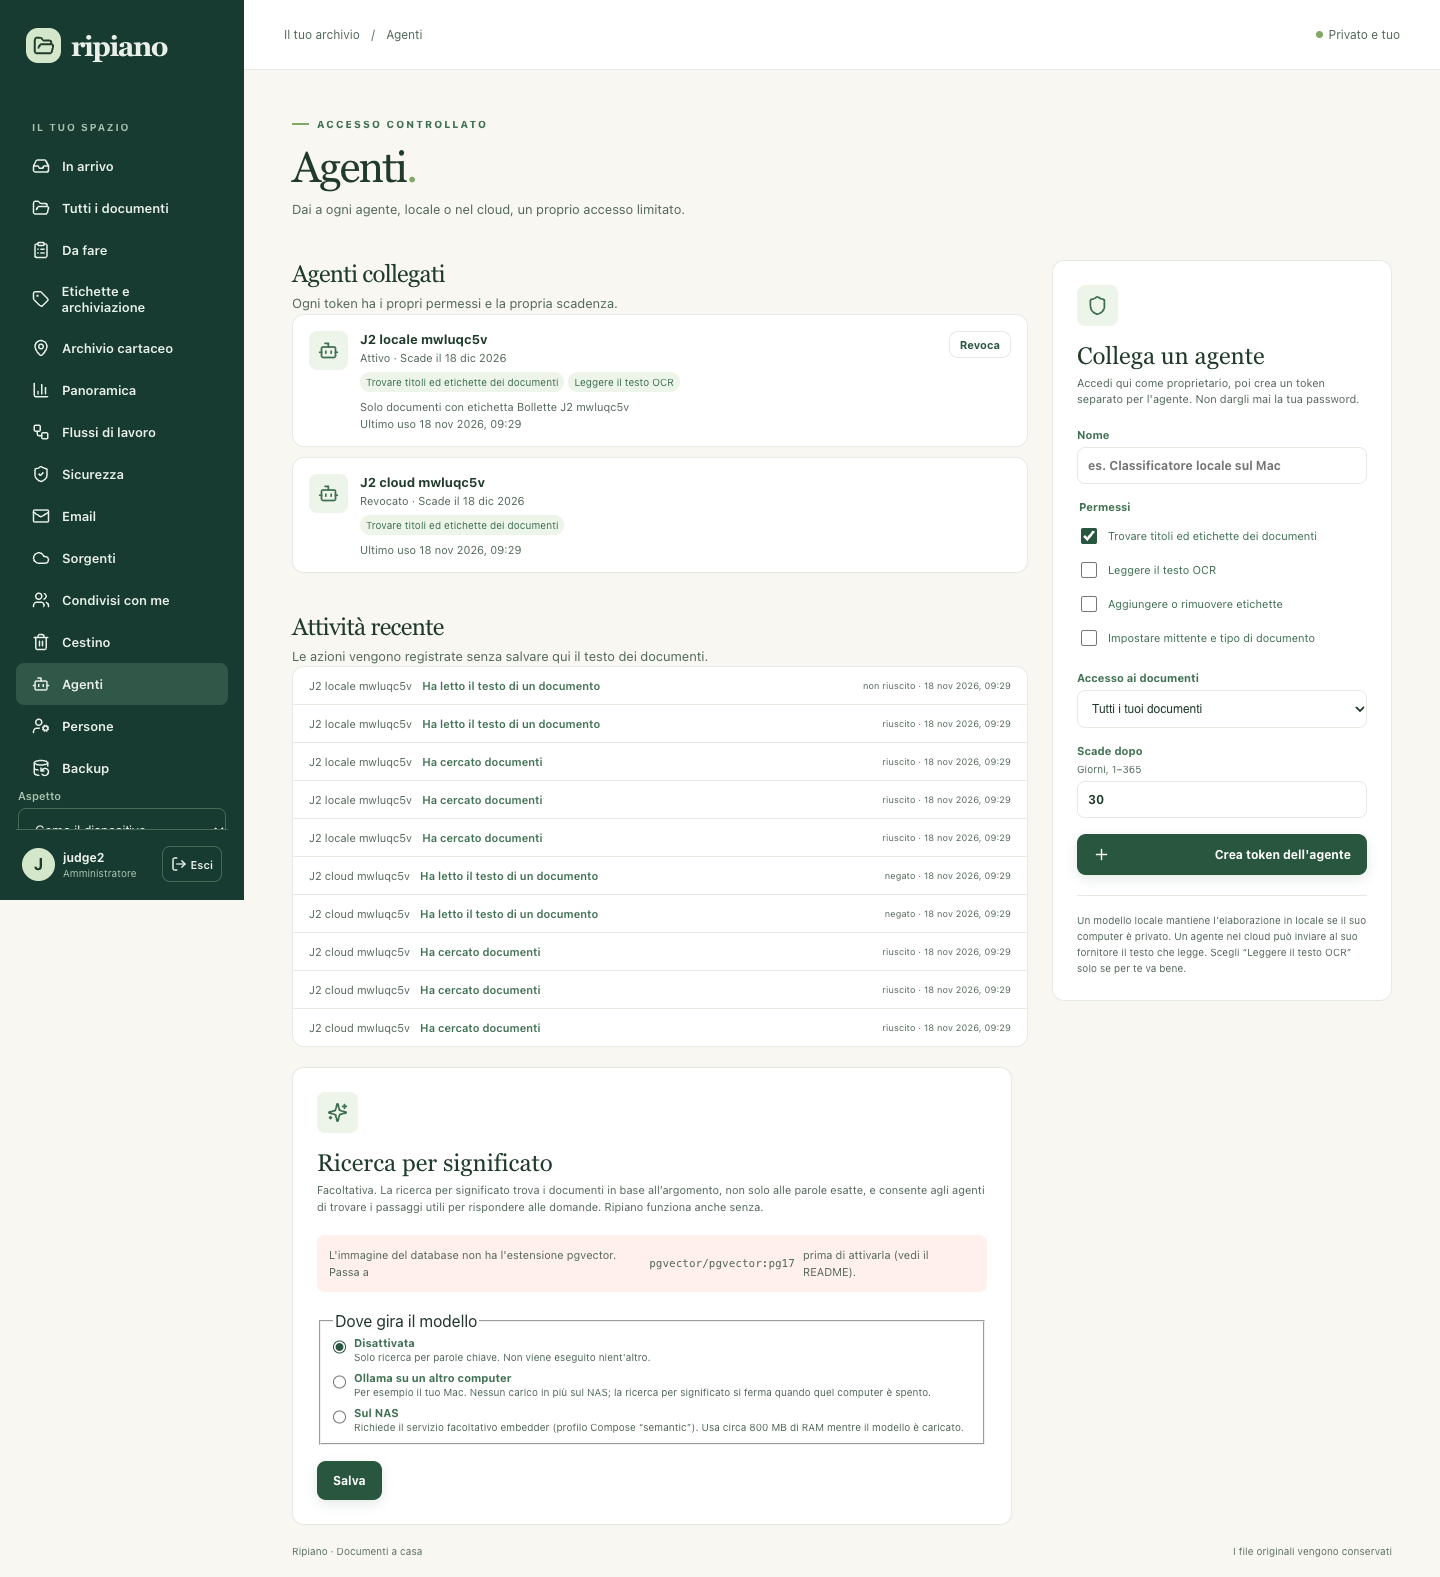 ripiano
IL TUO SPAZIO
In arrivo
Tutti i documenti
Da fare
Etichette e
archiviazione
Archivio cartaceo
Panoramica
Flussi di lavoro
Sicurezza
Email
Sorgenti
Condivisi con me
Cestino
Agenti
Persone
Backup
Aspetto
Come il dispositivo
J
judge2
Amministratore
Esci
Il tuo archivio / Agenti
Privato e tuo
ACCESSO CONTROLLATO
Agenti.
Dai a ogni agente, locale o nel cloud, un proprio accesso limitato.
Agenti collegati
Ogni token ha i propri permessi e la propria scadenza.
J2 locale mwluqc5v
Revoca
Attivo · Scade il 18 dic 2026
Trovare titoli ed etichette dei documenti Leggere il testo OCR
Solo documenti con etichetta Bollette J2 mwluqc5v
Ultimo uso 18 nov 2026, 09:29
J2 cloud mwluqc5v
Revocato · Scade il 18 dic 2026
Trovare titoli ed etichette dei documenti
Ultimo uso 18 nov 2026, 09:29
Attività recente
Le azioni vengono registrate senza salvare qui il testo dei documenti.
J2 locale mwluqc5v Ha letto il testo di un documento non riuscito · 18 nov 2026, 09:29
J2 locale mwluqc5v Ha letto il testo di un documento riuscito · 18 nov 2026, 09:29
J2 locale mwluqc5v Ha cercato documenti riuscito · 18 nov 2026, 09:29
J2 locale mwluqc5v Ha cercato documenti riuscito · 18 nov 2026, 09:29
J2 locale mwluqc5v Ha cercato documenti riuscito · 18 nov 2026, 09:29
J2 cloud mwluqc5v Ha letto il testo di un documento negato · 18 nov 2026, 09:29
J2 cloud mwluqc5v Ha letto il testo di un documento negato · 18 nov 2026, 09:29
J2 cloud mwluqc5v Ha cercato documenti riuscito · 18 nov 2026, 09:29
J2 cloud mwluqc5v Ha cercato documenti riuscito · 18 nov 2026, 09:29
J2 cloud mwluqc5v Ha cercato documenti riuscito · 18 nov 2026, 09:29
Collega un agente
Accedi qui come proprietario, poi crea un token
separato per l'agente. Non dargli mai la tua password.
Nome
es. Classificatore locale sul Mac
Permessi
Trovare titoli ed etichette dei documenti
Leggere il testo OCR
Aggiungere o rimuovere etichette
Impostare mittente e tipo di documento
Accesso ai documenti
Tutti i tuoi documenti
Scade dopo
Giorni, 1–365
30
Crea token dell'agente
Un modello locale mantiene l'elaborazione in locale se il suo
computer è privato. Un agente nel cloud può inviare al suo
fornitore il testo che legge. Scegli “Leggere il testo OCR”
solo se per te va bene.
Ricerca per significato
Facoltativa. La ricerca per significato trova i documenti in base all'argomento, non solo alle parole esatte, e consente agli agenti
di trovare i passaggi utili per rispondere alle domande. Ripiano funziona anche senza.
L'immagine del database non ha l'estensione pgvector.
Passa a
pgvector/pgvector:pg17
prima di attivarla (vedi il
README).
Dove gira il modello
Disattivata
Solo ricerca per parole chiave. Non viene eseguito nient'altro.
Ollama su un altro computer
Per esempio il tuo Mac. Nessun carico in più sul NAS; la ricerca per significato si ferma quando quel computer è spento.
Sul NAS
Richiede il servizio facoltativo embedder (profilo Compose “semantic”). Usa circa 800 MB di RAM mentre il modello è caricato.
Salva
Ripiano · Documenti a casa
I file originali vengono conservati